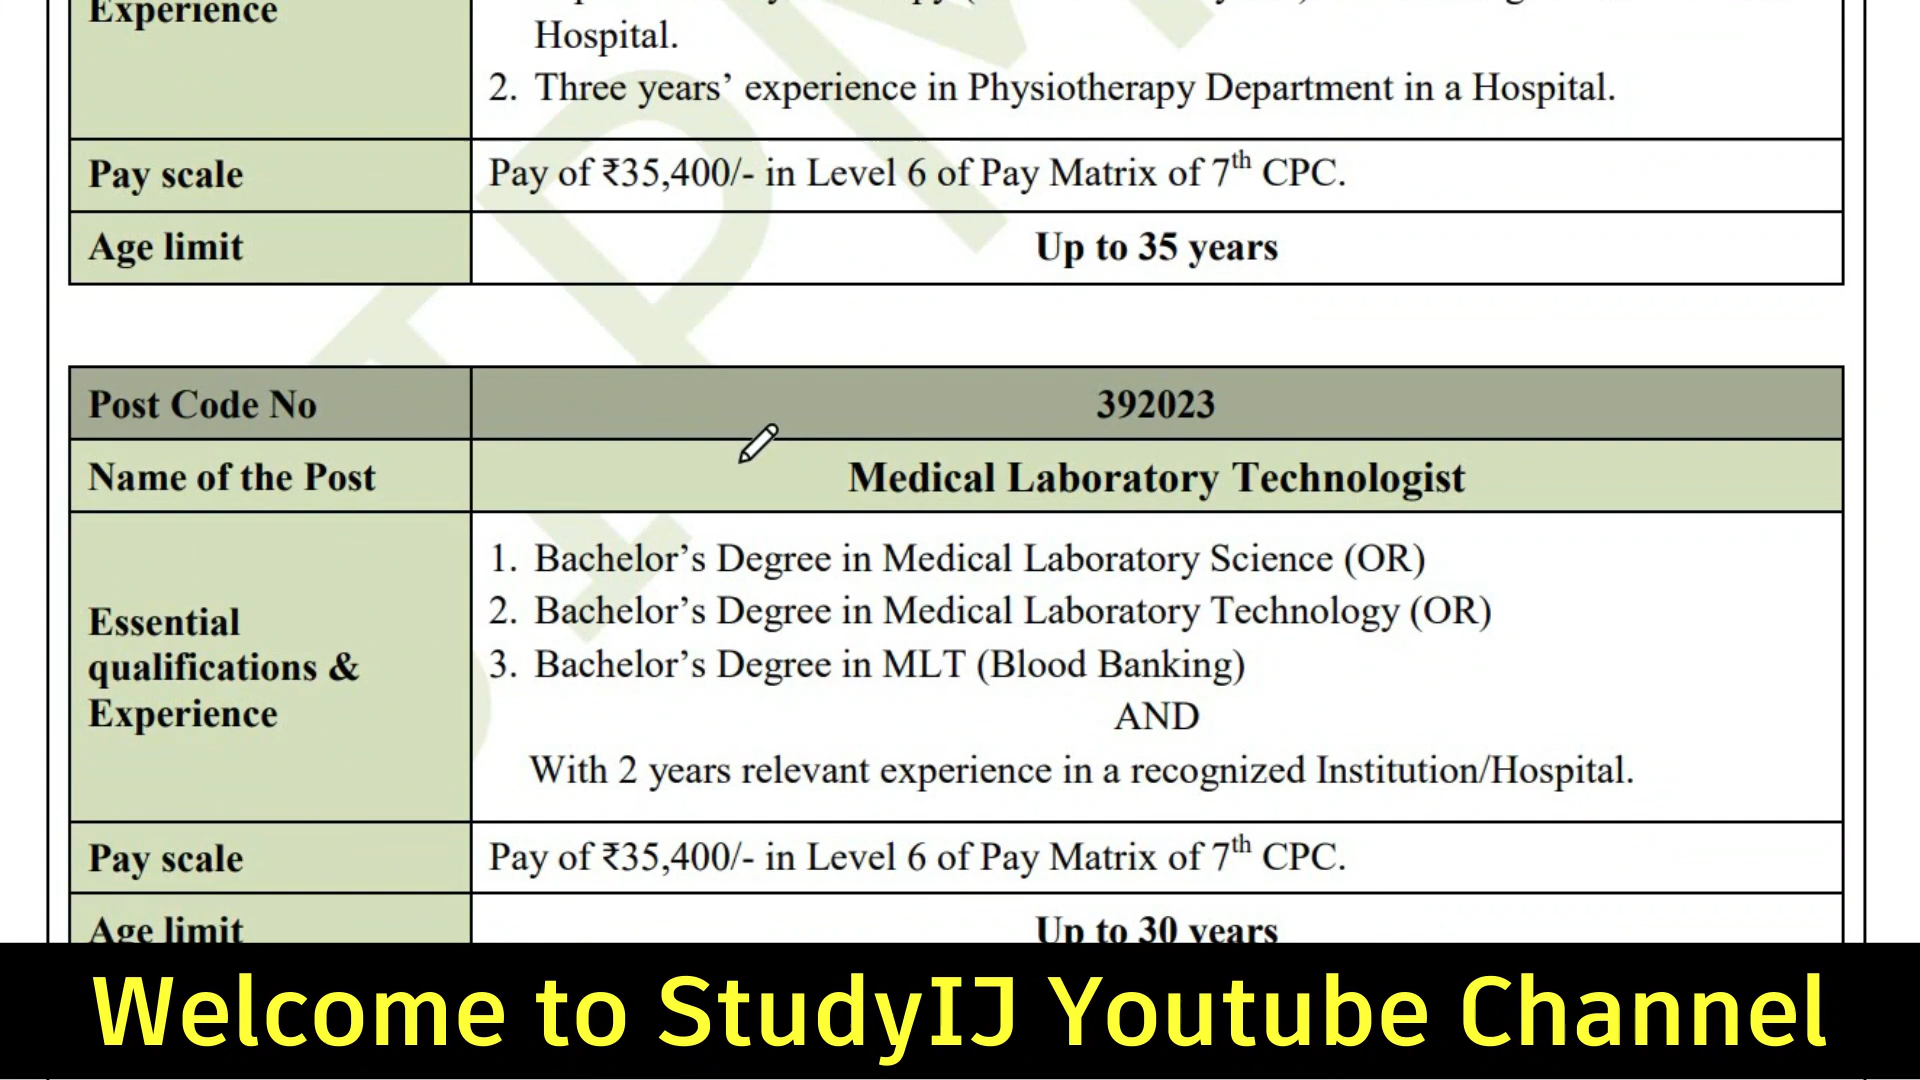 Experience
Hospital.
2. Three years’ experience in Physiotherapy Department in a Hospital.
Pay scale
Pay of ₹35,400/- in Level 6 of Pay Matrix of 7th CPC.
Age limit
Up to 35 years
Post Code No
392023
Name of the Post
Medical Laboratory Technologist
Essential
qualifications &
Experience
1. Bachelor’s Degree in Medical Laboratory Science (OR)
2. Bachelor’s Degree in Medical Laboratory Technology (OR)
3. Bachelor’s Degree in MLT (Blood Banking)
AND
With 2 years relevant experience in a recognized Institution/Hospital.
Pay scale
Pay of ₹35,400/- in Level 6 of Pay Matrix of 7th CPC.
Age limit
Up to 30 years
Welcome to StudyIJ Youtube Channel